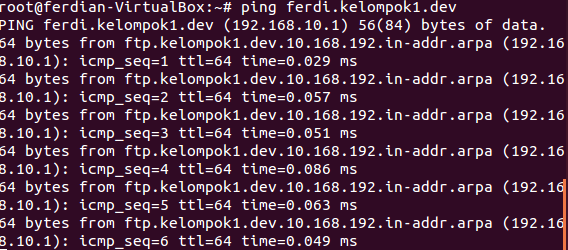 root@ferdian-VirtualBox:~# ping ferdi.kelompok1.dev
PING ferdi.kelompok1.dev (192.168.10.1) 56(84) bytes of data.
64 bytes from ftp.kelompok1.dev.10.168.192.in-addr.arpa (192.16
8.10.1): icmp_seq=1 ttl=64 time=0.029 ms
64 bytes from ftp.kelompok1.dev.10.168.192.in-addr.arpa (192.16
8.10.1): icmp_seq=2 ttl=64 time=0.057 ms
64 bytes from ftp.kelompok1.dev.10.168.192.in-addr.arpa (192.16
8.10.1): icmp_seq=3 ttl=64 time=0.051 ms
64 bytes from ftp.kelompok1.dev.10.168.192.in-addr.arpa (192.16
8.10.1): icmp_seq=4 ttl=64 time=0.086 ms
64 bytes from ftp.kelompok1.dev.10.168.192.in-addr.arpa (192.16
8.10.1): icmp_seq=5 ttl=64 time=0.063 ms
64 bytes from ftp.kelompok1.dev.10.168.192.in-addr.arpa (192.16
8.10.1): icmp_seq=6 ttl=64 time=0.049 ms